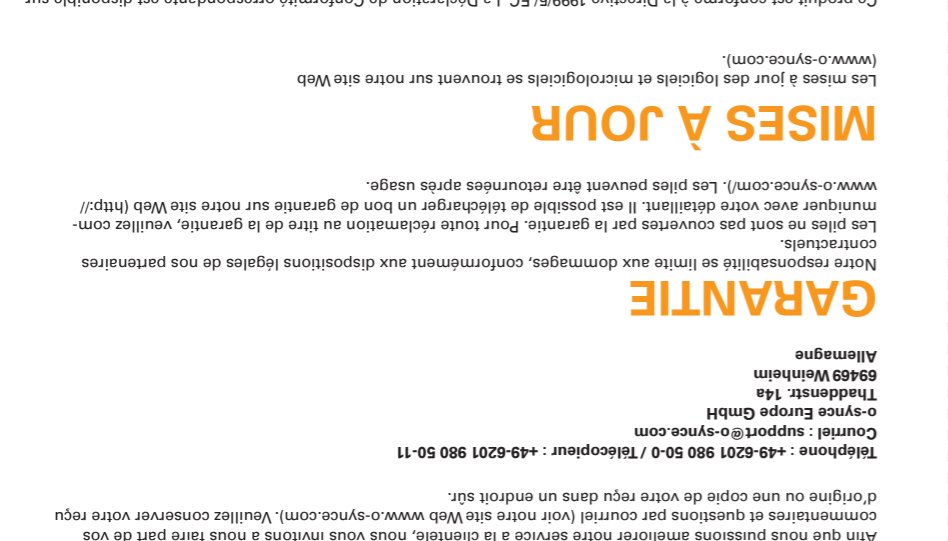 Afin que nous puissions améliorer notre service à la clientèle, nous vous invitons à nous faire part de vos
commentaires et questions par courriel (voir notre site Web www.o-synce.com). Veuillez conserver votre reçu
d'origine ou une copie de votre reçu dans un endroit sûr.
Téléphone : +49-6201 980 50-0 / Télécopieur : +49-6201 980 50-11
Courriel : support@o-synce.com
o-synce Europe GmbH
Thaddenstr. 14a
69469 Weinheim
Allemagne
GARANTIE
Notre responsabilité se limite aux dommages, conformément aux dispositions légales de nos partenaires
contractuels.
Les piles ne sont pas couvertes par la garantie. Pour toute réclamation au titre de la garantie, veuillez com-
muniquer avec votre détaillant. Il est possible de télécharger un bon de garantie sur notre site Web (http://
www.o-synce.com/). Les piles peuvent être retournées après usage.
MISES À JOUR
Les mises à jour des logiciels et micrologiciels se trouvent sur notre site Web
(www.o-synce.com).
Ce produit est conforme à la Directive 1999/5/ EC. La Déclaration de Conformité correspondante est disponible sur